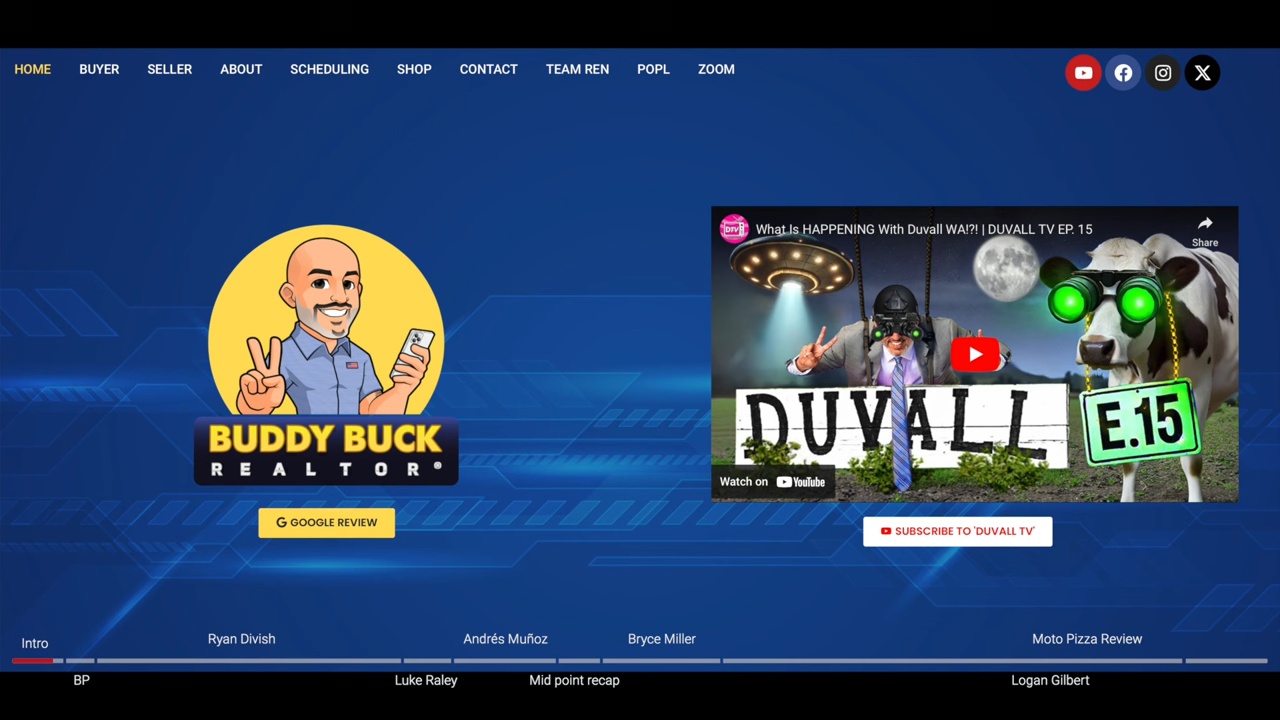 HOME BUYER SELLER ABOUT SCHEDULING SHOP CONTACT TEAM REN POPL ZOOM
DTV
What Is HAPPENING With Duvall WA!?! | DUVALL TV EP. 15
Share
DUVALL
E.15
Watch on YouTube
SUBSCRIBE TO 'DUVALL TV'
BUDDY BUCK
REALTOR®
GOOGLE REVIEW
Intro
Ryan Divish
Andrés Muñoz
Bryce Miller
Moto Pizza Review
BP
Luke Raley
Mid point recap
Logan Gilbert